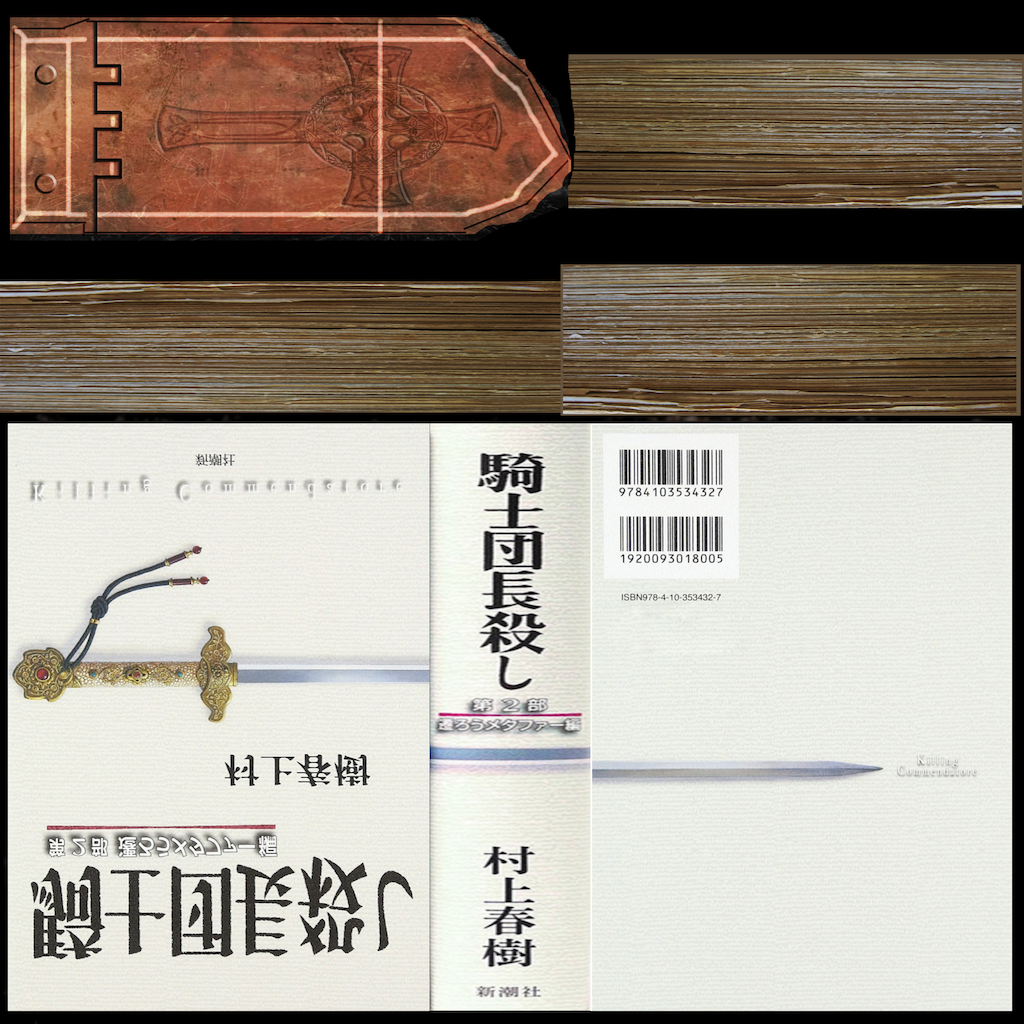 新潮社
Killing Commendatore
村上春樹
第2部 遷ろうメタファー編
騎士団長殺し
騎士団長殺し
第2部
遷ろうメタファー編
村上春樹
新潮社
9784103534327
1920093018005
ISBN978-4-10-353432-7
Killing
Commendatore